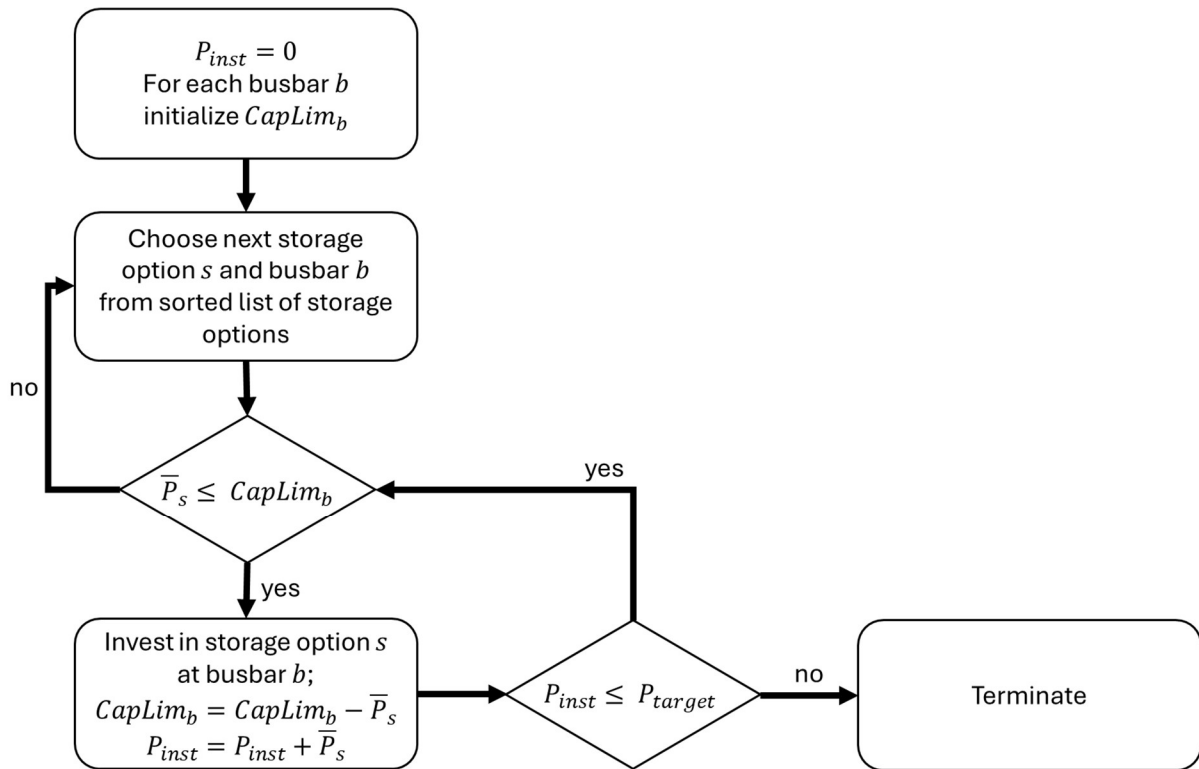 P_inst = 0
For each busbar b
initialize CapLim_b
Choose next storage
option s and busbar b
from sorted list of storage
options
no
P̅_s ≤ CapLim_b
yes
yes
Invest in storage option s
at busbar b;
CapLim_b = CapLim_b − P̅_s
P_inst = P_inst + P̅_s
P_inst ≤ P_target
no
Terminate